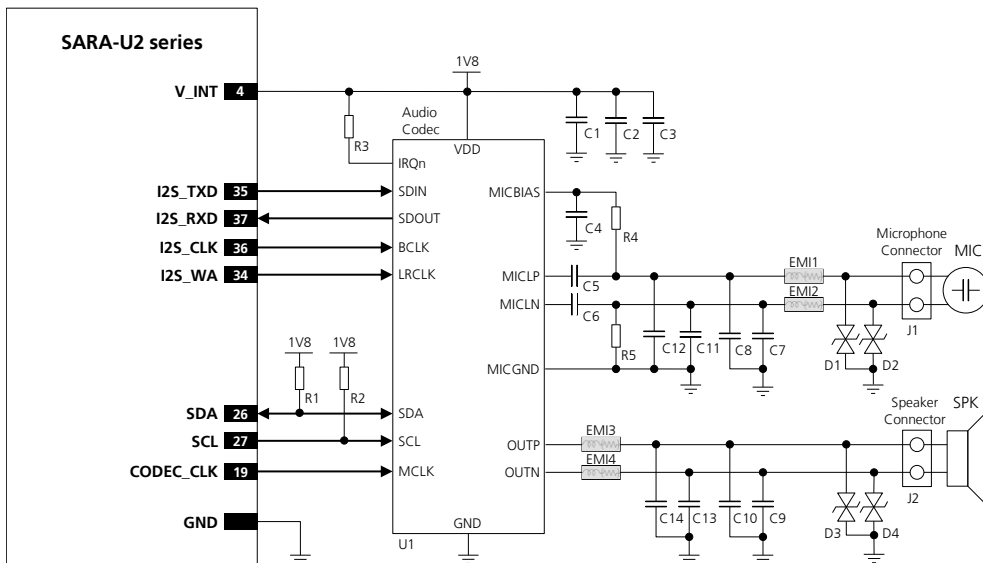 SARA-U2 series
1V8
V_INT 4
Audio
Codec
VDD
C1 C2 C3
R3
IRQn
I2S_TXD 35 SDIN
MICBIAS
I2S_RXD 37 SDOUT
C4
R4
Microphone
Connector
MIC
I2S_CLK 36 BCLK
I2S_WA 34 LRCLK
MICLP
C5
EMI1
MICLN
C6
EMI2
J1
R5
C12 C11 C8 C7
D1 D2
1V8 1V8
MICGND
R1 R2
SDA 26 SDA
Speaker
Connector
SPK
SCL 27 SCL
OUTP
EMI3
CODEC_CLK 19 MCLK
OUTN
EMI4
J2
C14 C13 C10 C9
D3 D4
GND
GND
U1